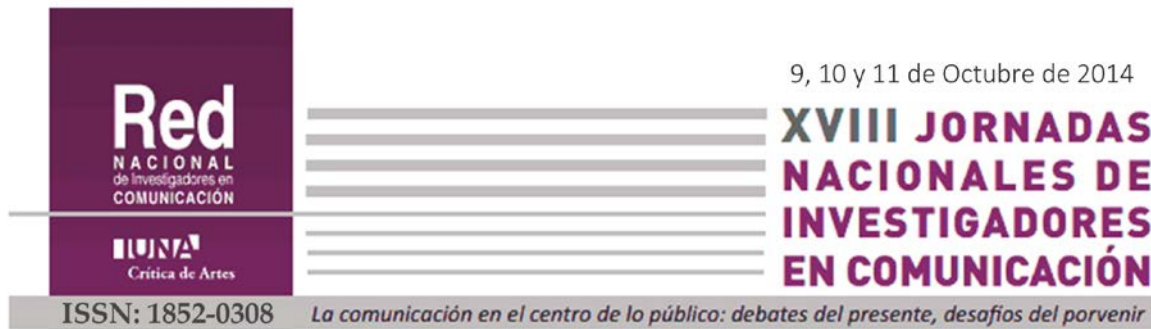 Red
NACIONAL
de Investigadores en
COMUNICACIÓN
IUNA
Crítica de Artes
9, 10 y 11 de Octubre de 2014
XVIII JORNADAS
NACIONALES DE
INVESTIGADORES
EN COMUNICACIÓN
ISSN: 1852-0308
La comunicación en el centro de lo público: debates del presente, desafíos del porvenir